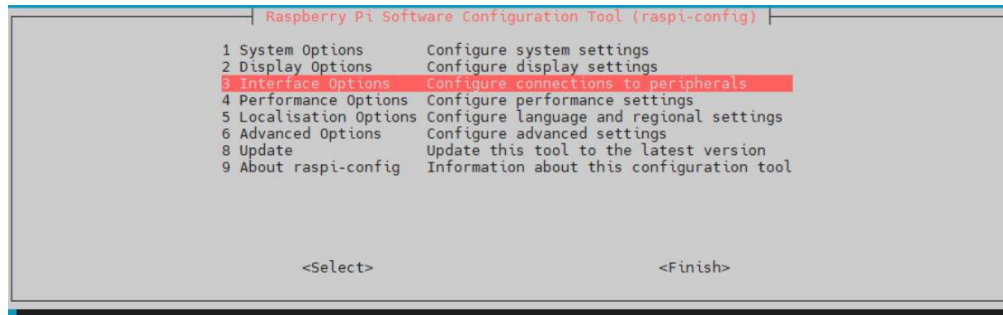 Raspberry Pi Software Configuration Tool (raspi-config)
1 System Options Configure system settings
2 Display Options Configure display settings
3 Interface Options Configure connections to peripherals
4 Performance Options Configure performance settings
5 Localisation Options Configure language and regional settings
6 Advanced Options Configure advanced settings
8 Update Update this tool to the latest version
9 About raspi-config Information about this configuration tool
<Select> <Finish>